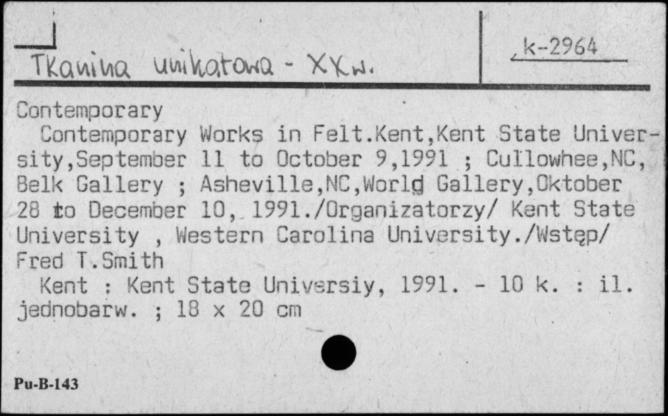 Tkanina unikatowa - XXw.
k-2964
Contemporary
Contemporary Works in Felt.Kent,Kent State Univer-
sity,September 11 to October 9,1991 ; Cullowhee,NC,
Belk Gallery ; Asheville,NC,World Gallery,Oktober
28 to December 10, 1991./Organizatorzy/ Kent State
University , Western Carolina University./Wstęp/
Fred T.Smith
Kent : Kent State Universiy, 1991. - 10 k. : il.
jednobarw. ; 18 x 20 cm
Pu-B-143